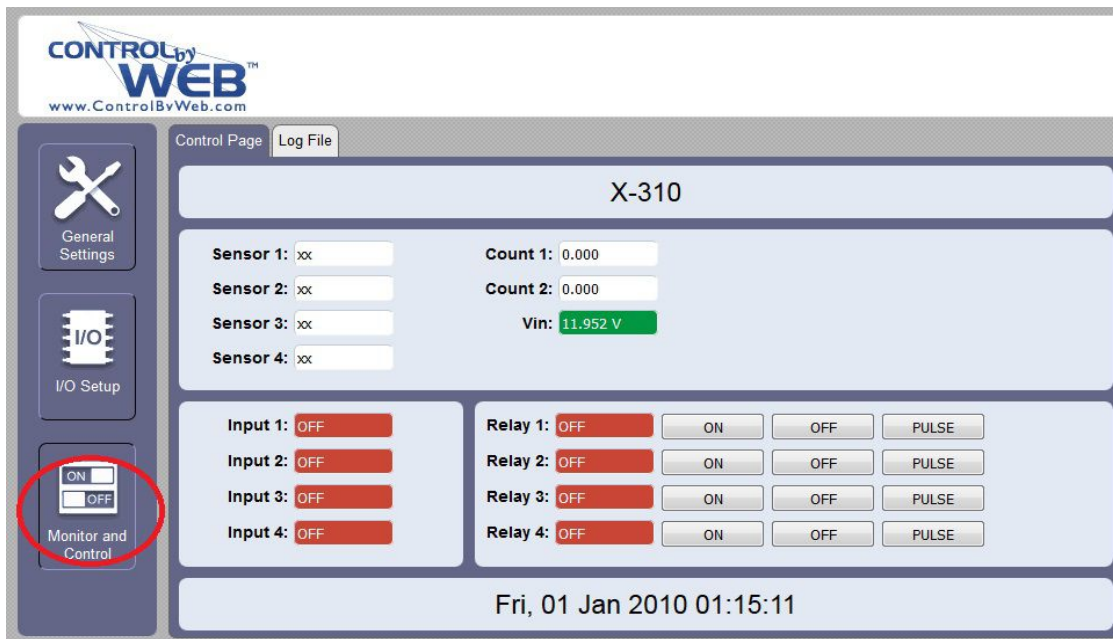 CONTROL by
WEB™
www.ControlByWeb.com
Control Page Log File
X-310
General
Settings
I/O
I/O Setup
ON
OFF
Monitor and
Control
Sensor 1: xx
Sensor 2: xx
Sensor 3: xx
Sensor 4: xx
Count 1: 0.000
Count 2: 0.000
Vin: 11.952 V
Input 1: OFF
Input 2: OFF
Input 3: OFF
Input 4: OFF
Relay 1: OFF ON OFF PULSE
Relay 2: OFF ON OFF PULSE
Relay 3: OFF ON OFF PULSE
Relay 4: OFF ON OFF PULSE
Fri, 01 Jan 2010 01:15:11